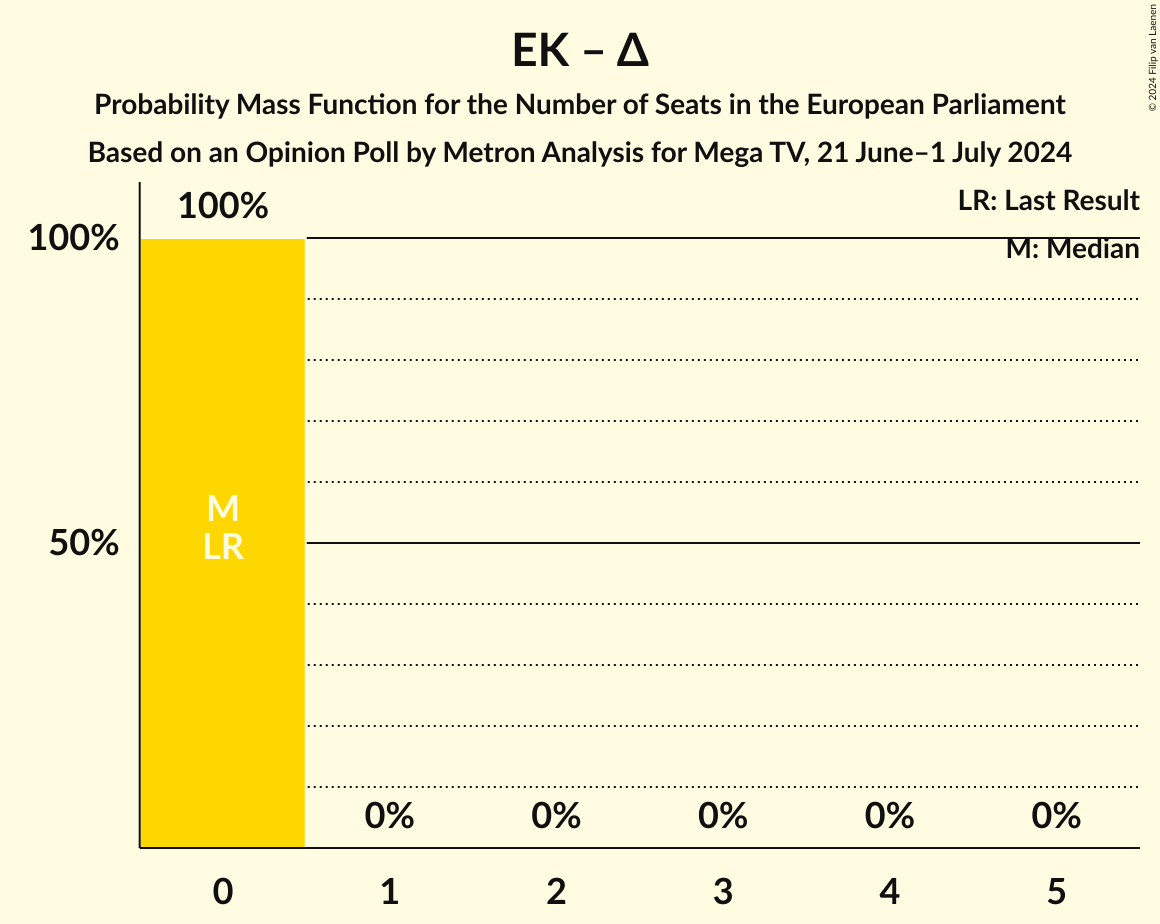 EK – Δ
Probability Mass Function for the Number of Seats in the European Parliament
Based on an Opinion Poll by Metron Analysis for Mega TV, 21 June–1 July 2024
© 2024 Filip van Laenen
LR: Last Result
M: Median
100%
100%
50%
M
LR
0%
0%
0%
0%
0%
0
1
2
3
4
5